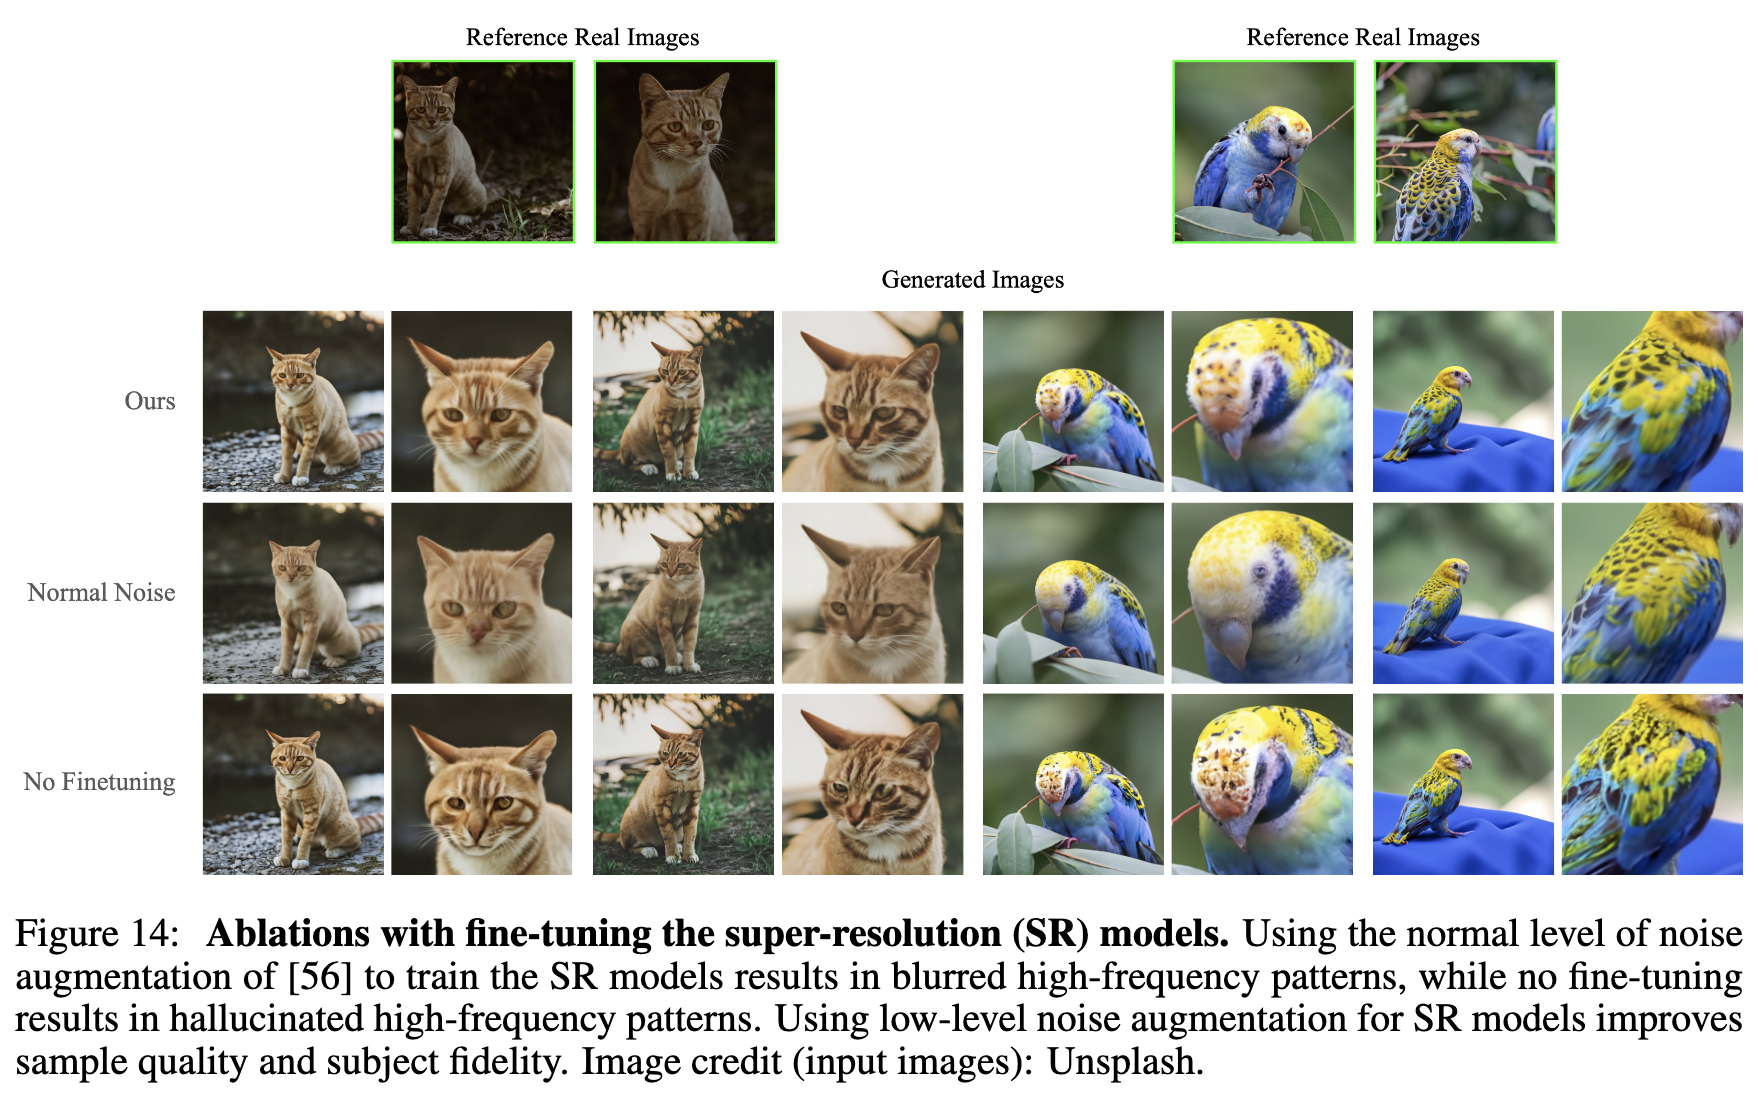 Reference Real Images
Reference Real Images
Generated Images
Ours
Normal Noise
No Finetuning
Figure 14: Ablations with fine-tuning the super-resolution (SR) models. Using the normal level of noise
augmentation of [56] to train the SR models results in blurred high-frequency patterns, while no fine-tuning
results in hallucinated high-frequency patterns. Using low-level noise augmentation for SR models improves
sample quality and subject fidelity. Image credit (input images): Unsplash.